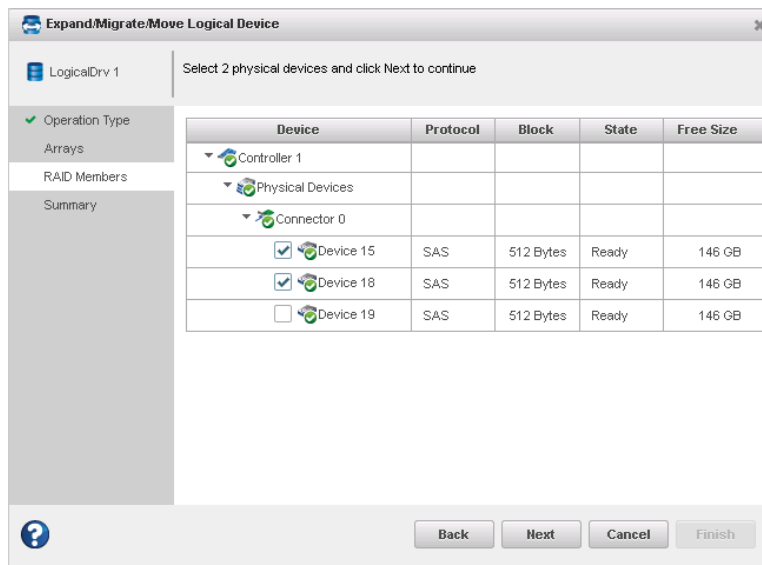 Expand/Migrate/Move Logical Device
LogicalDrv 1
Select 2 physical devices and click Next to continue
Operation Type
Arrays
RAID Members
Summary
Device Protocol Block State Free Size
Controller 1
Physical Devices
Connector 0
Device 15 SAS 512 Bytes Ready 146 GB
Device 18 SAS 512 Bytes Ready 146 GB
Device 19 SAS 512 Bytes Ready 146 GB
? Back Next Cancel Finish